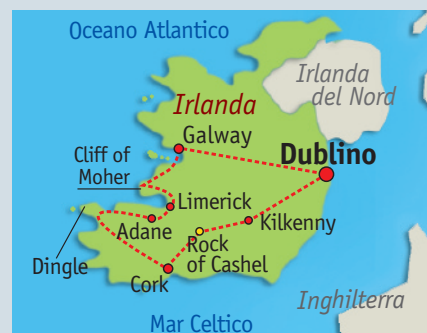 Oceano Atlantico
Irlanda
del Nord
Irlanda
Galway
Dublino
Cliff of
Moher
Limerick
Adane
Kilkenny
Rock
of Cashel
Dingle
Cork
Inghilterra
Mar Celtico